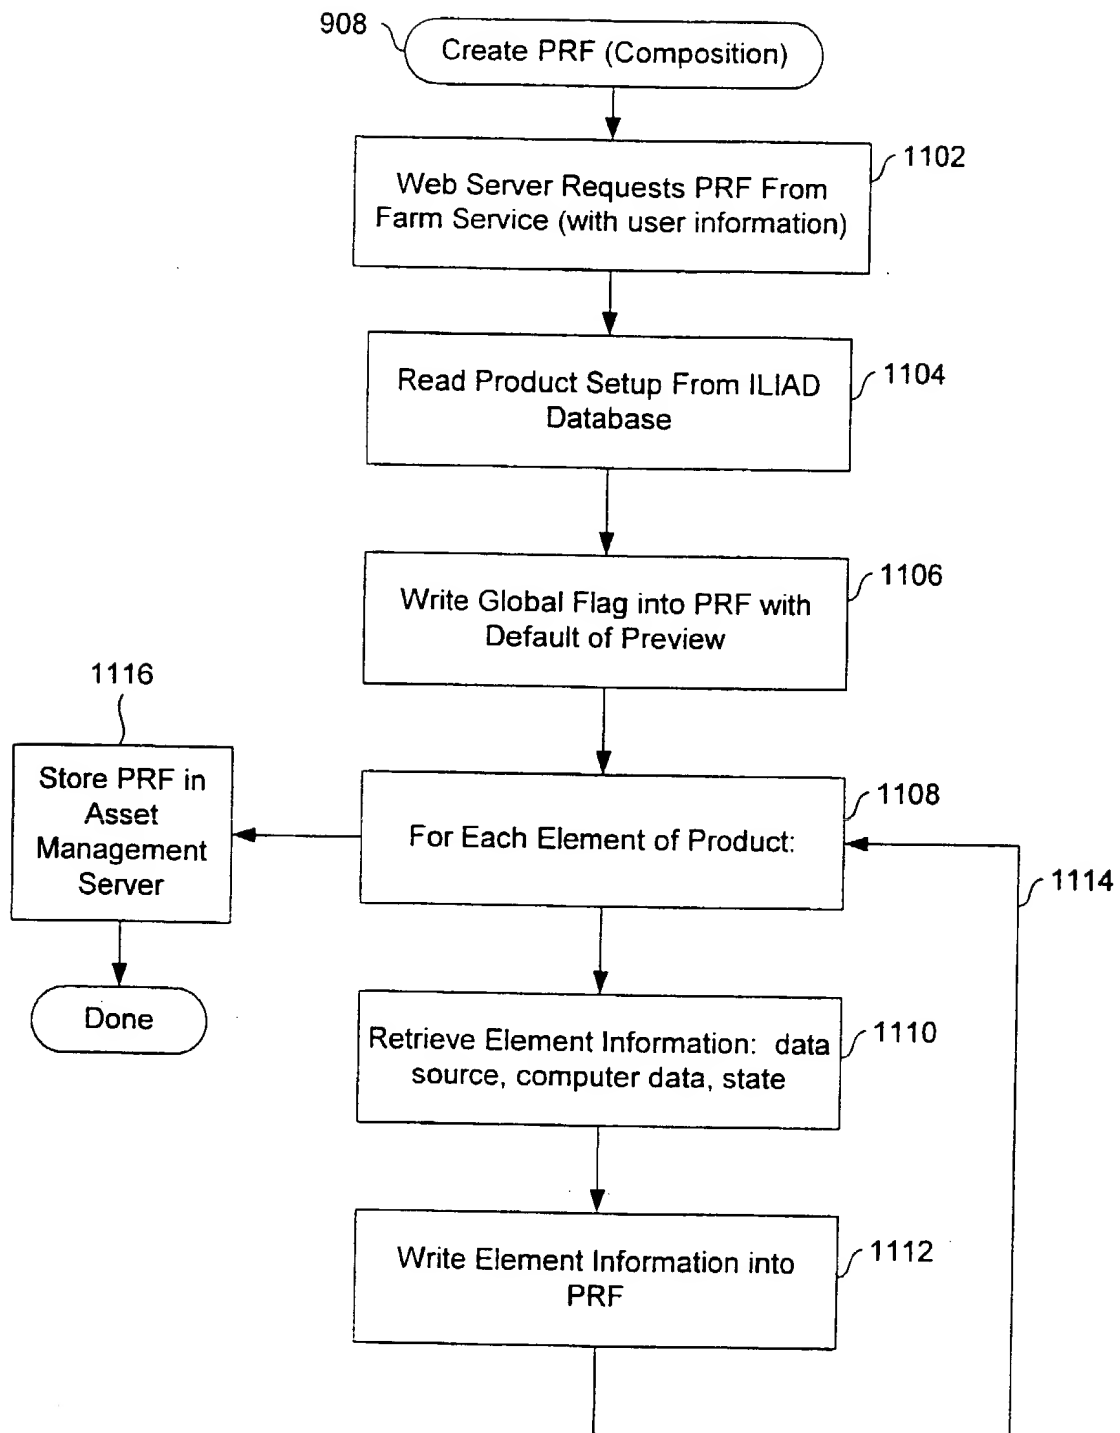 908
Create PRF (Composition)
1102
Web Server Requests PRF From
Farm Service (with user information)
1104
Read Product Setup From ILIAD
Database
1106
Write Global Flag into PRF with
Default of Preview
1116
Store PRF in
Asset
Management
Server
1108
For Each Element of Product:
1114
Done
1110
Retrieve Element Information: data
source, computer data, state
1112
Write Element Information into
PRF